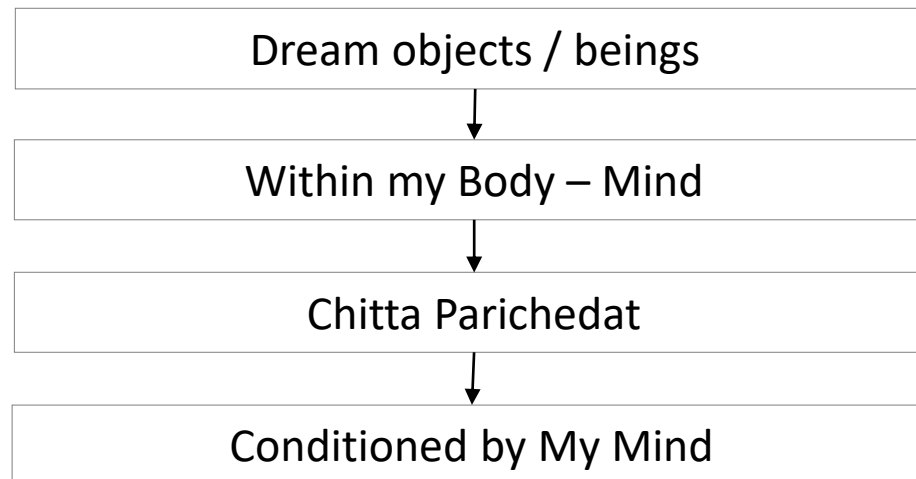 Dream objects / beings
Within my Body – Mind
Chitta Parichedat
Conditioned by My Mind